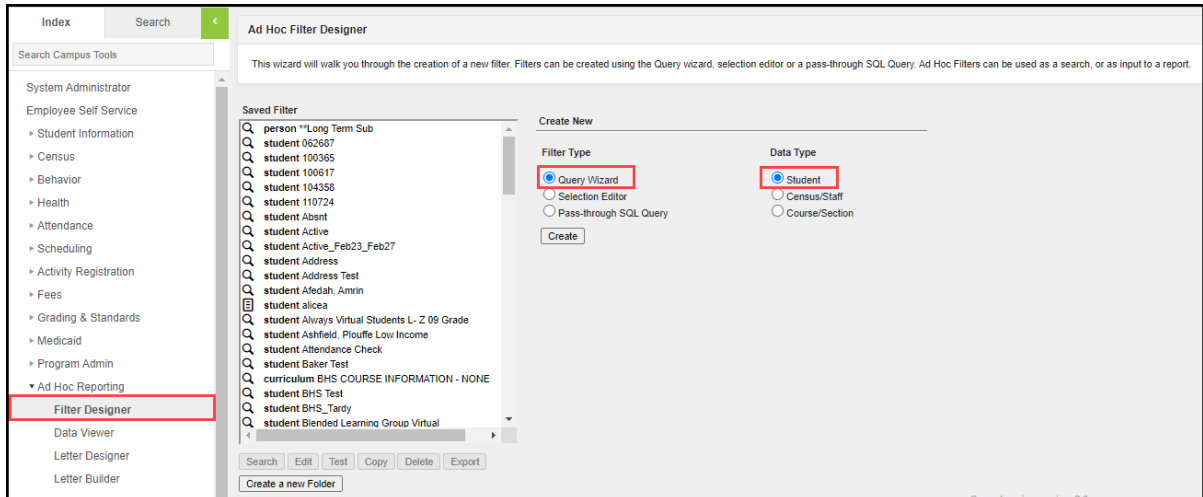 Index
Search
<
Search Campus Tools
System Administrator
Employee Self Service
Student Information
Census
Behavior
Health
Attendance
Scheduling
Activity Registration
Fees
Grading & Standards
Medicaid
Program Admin
Ad Hoc Reporting
Filter Designer
Data Viewer
Letter Designer
Letter Builder
Ad Hoc Filter Designer
This wizard will walk you through the creation of a new filter. Filters can be created using the Query wizard, selection editor or a pass-through SQL Query. Ad Hoc Filters can be used as a search, or as input to a report.
Saved Filter
person **Long Term Sub
student 062687
student 100365
student 100617
student 104358
student 110724
student Absnt
student Active
student Active_Feb23_Feb27
student Address
student Address Test
student Afedah, Amrin
student alicea
student Always Virtual Students L- Z 09 Grade
student Ashfield, Plouffe Low Income
student Attendance Check
student Baker Test
curriculum BHS COURSE INFORMATION - NONE
student BHS Test
student BHS_Tardy
student Blended Learning Group Virtual
Search Edit Test Copy Delete Export
Create a new Folder
Create New
Filter Type
Query Wizard
Selection Editor
Pass-through SQL Query
Create
Data Type
Student
Census/Staff
Course/Section